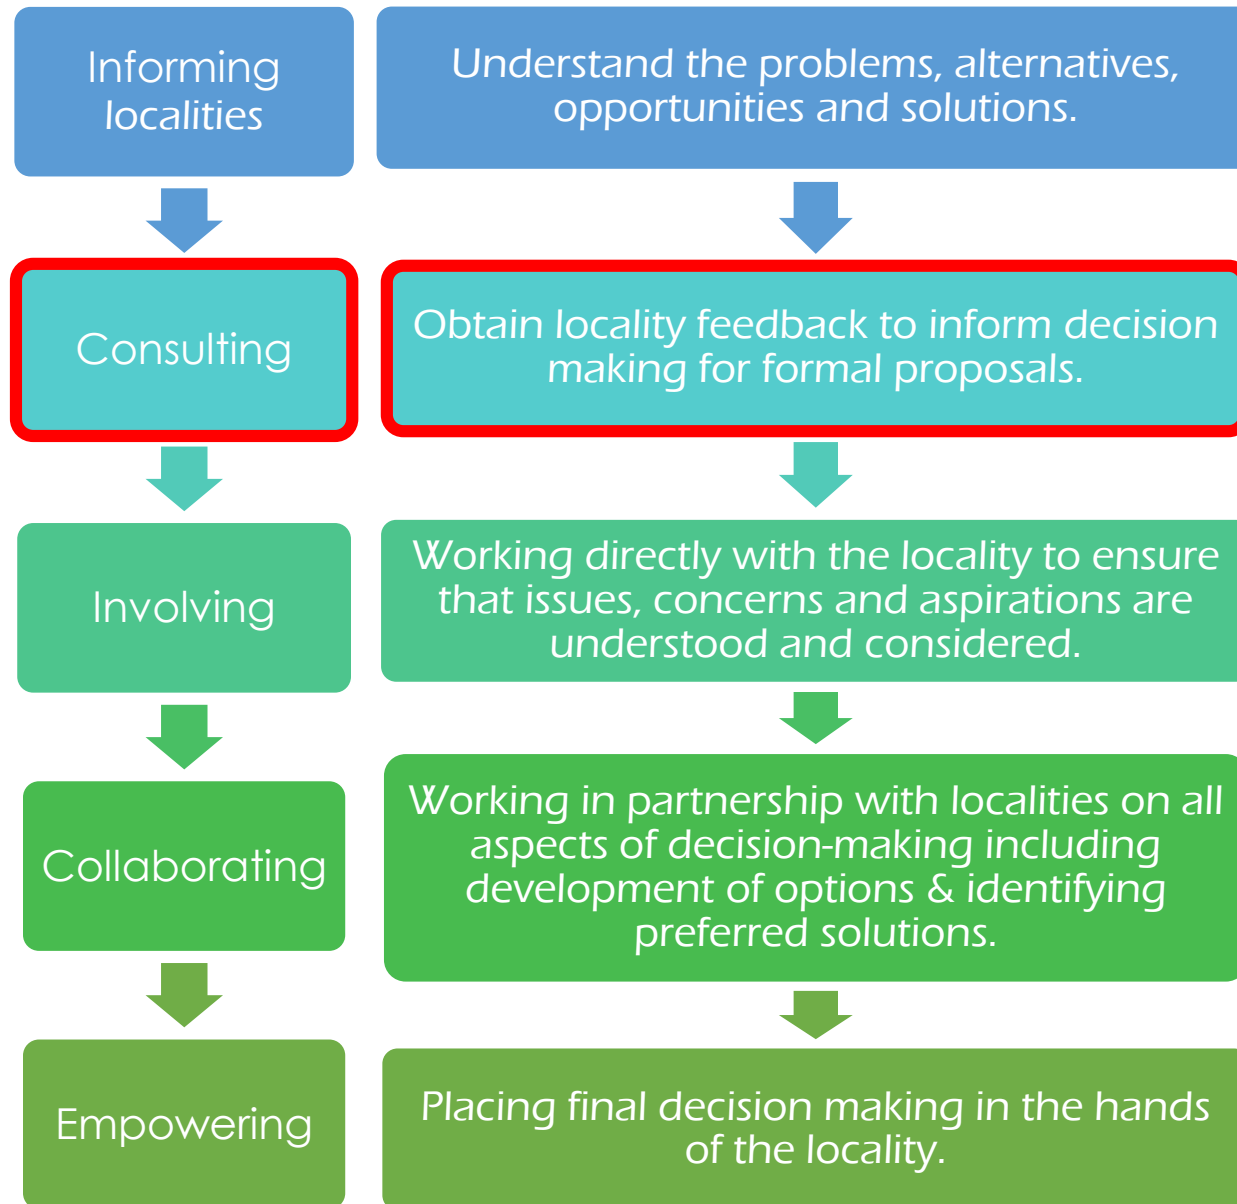 Informing
localities
Understand the problems, alternatives,
opportunities and solutions.
Consulting
Obtain locality feedback to inform decision
making for formal proposals.
Involving
Working directly with the locality to ensure
that issues, concerns and aspirations are
understood and considered.
Collaborating
Working in partnership with localities on all
aspects of decision-making including
development of options & identifying
preferred solutions.
Empowering
Placing final decision making in the hands
of the locality.